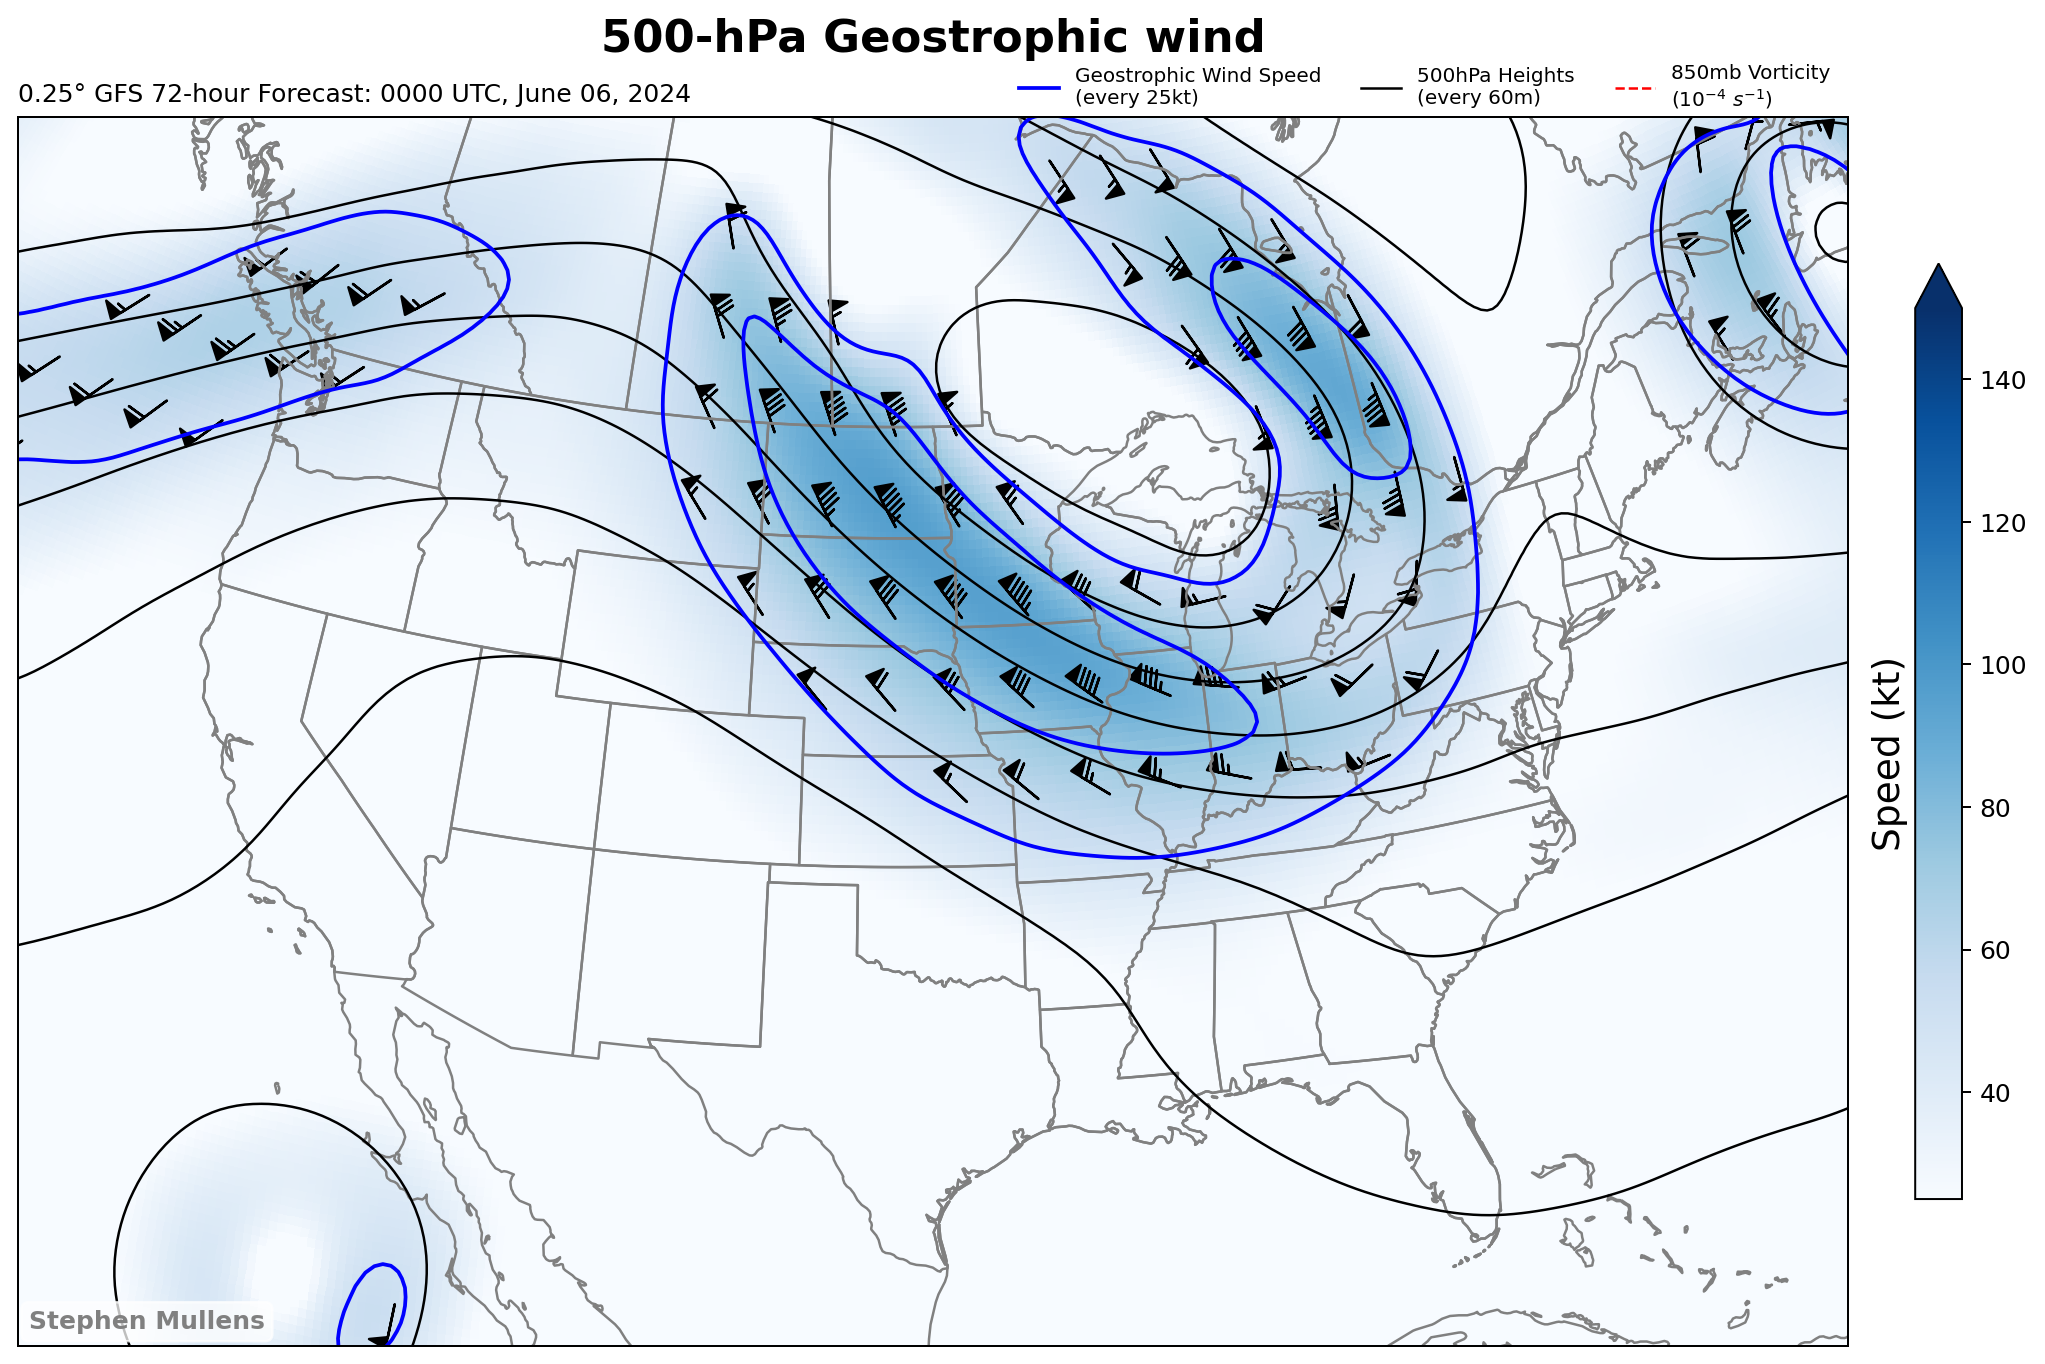 500-hPa Geostrophic wind
0.25° GFS 72-hour Forecast: 0000 UTC, June 06, 2024
Geostrophic Wind Speed
(every 25kt)
500hPa Heights
(every 60m)
850mb Vorticity
(10⁻⁴ s⁻¹)
140
120
100
80
60
40
Speed (kt)
Stephen Mullens